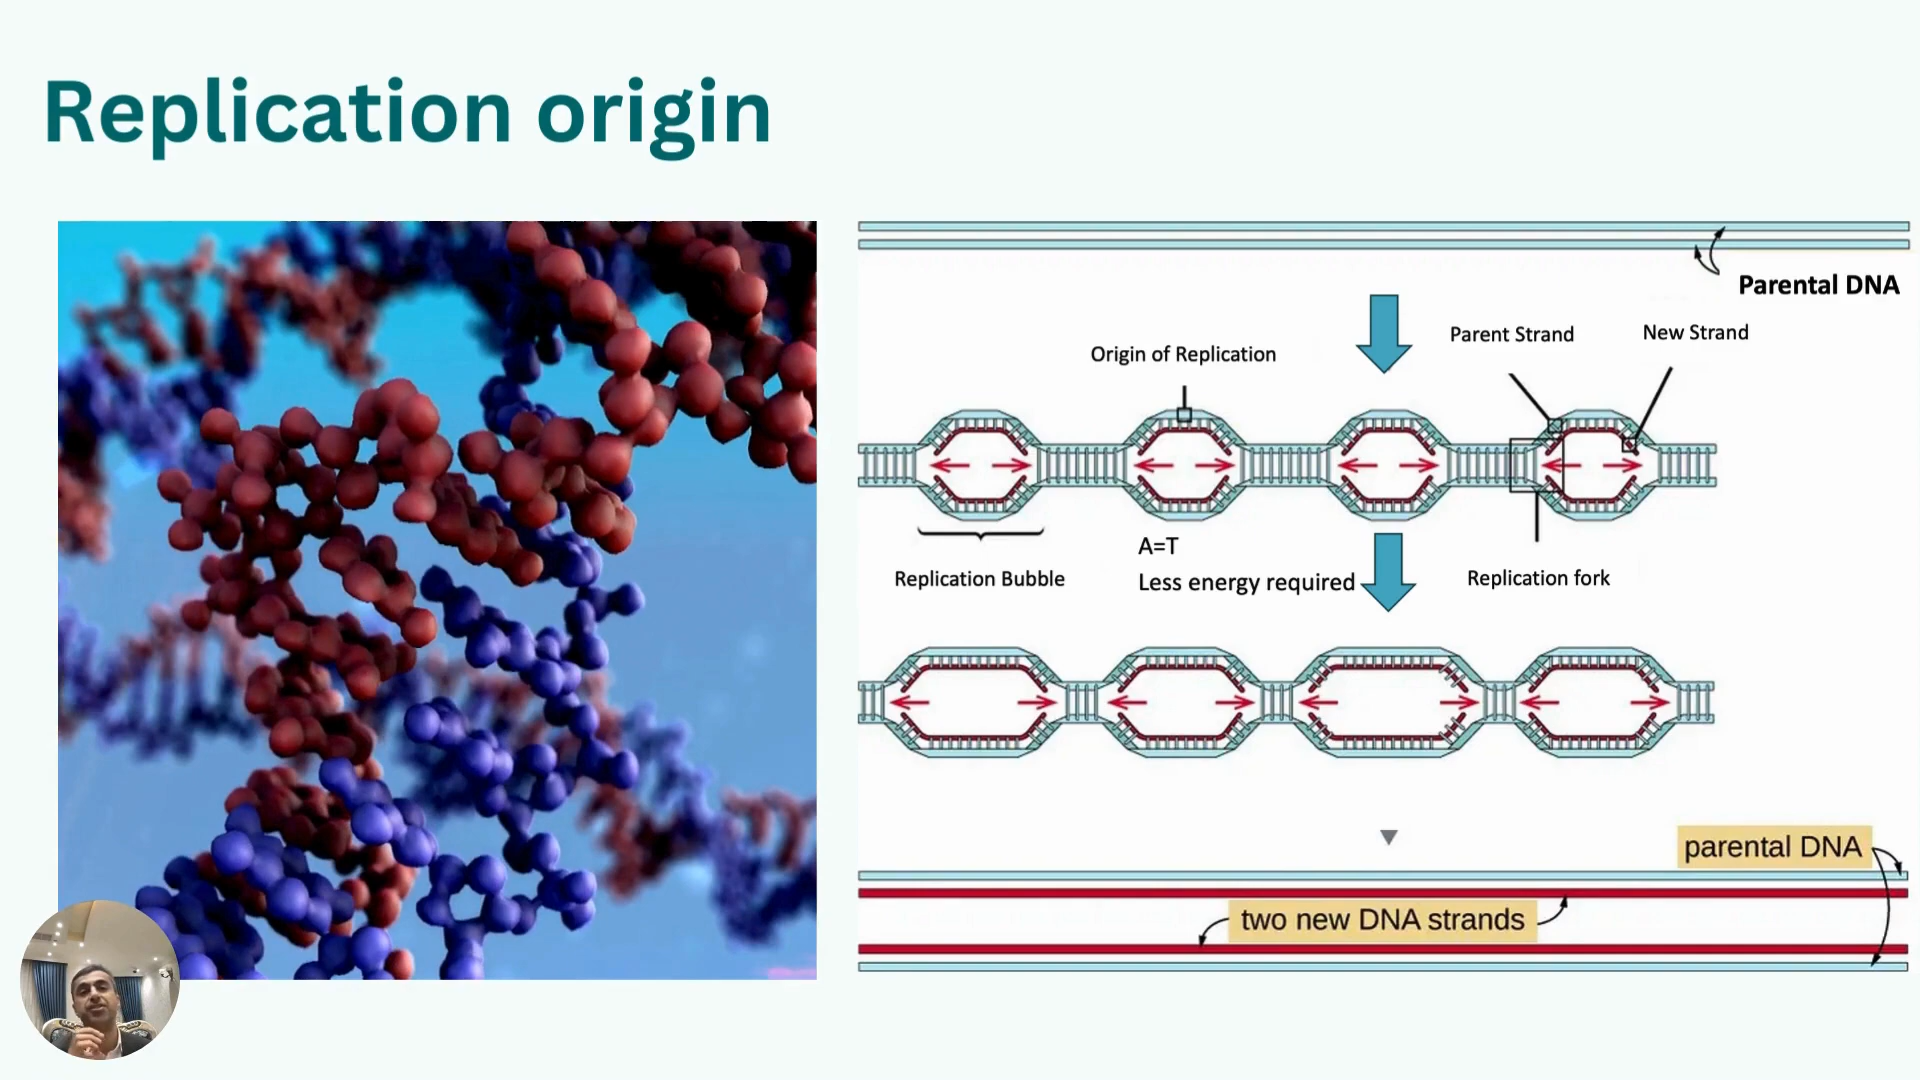 Replication origin
Parental DNA
Parent Strand
New Strand
Origin of Replication
A=T
Less energy required
Replication Bubble
Replication fork
parental DNA
two new DNA strands